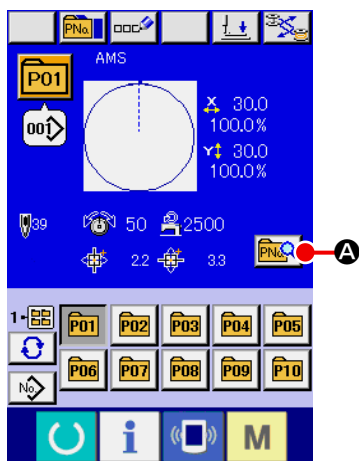 PNo.
AMS
P01
001
X 30.0
100.0%
Y 30.0
100.0%
39 50 2500
PNo. A
2.2 3.3
1-
P01 P02 P03 P04 P05
P06 P07 P08 P09 P10
No.
i M